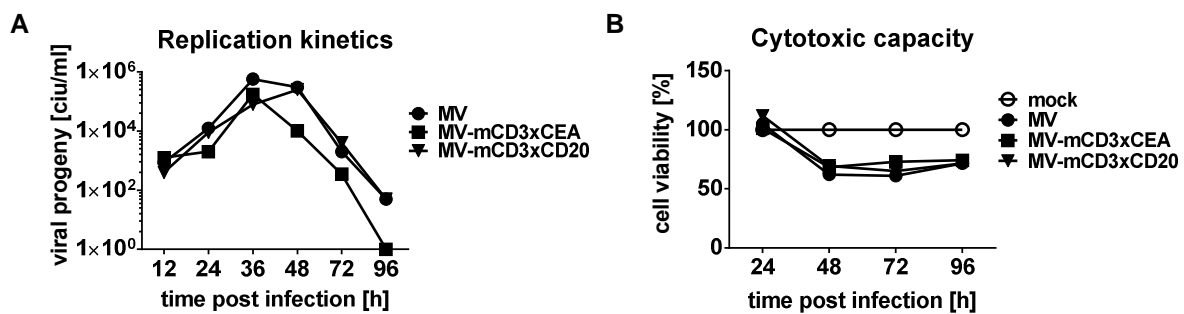 A
Replication kinetics
viral progeny [ciu/ml]
1×10⁶
1×10⁴
1×10²
1×10⁰
12 24 36 48 72 96
time post infection [h]
MV
MV-mCD3xCEA
MV-mCD3xCD20
B
Cytotoxic capacity
cell viability [%]
150
100
50
0
24 48 72 96
time post infection [h]
mock
MV
MV-mCD3xCEA
MV-mCD3xCD20